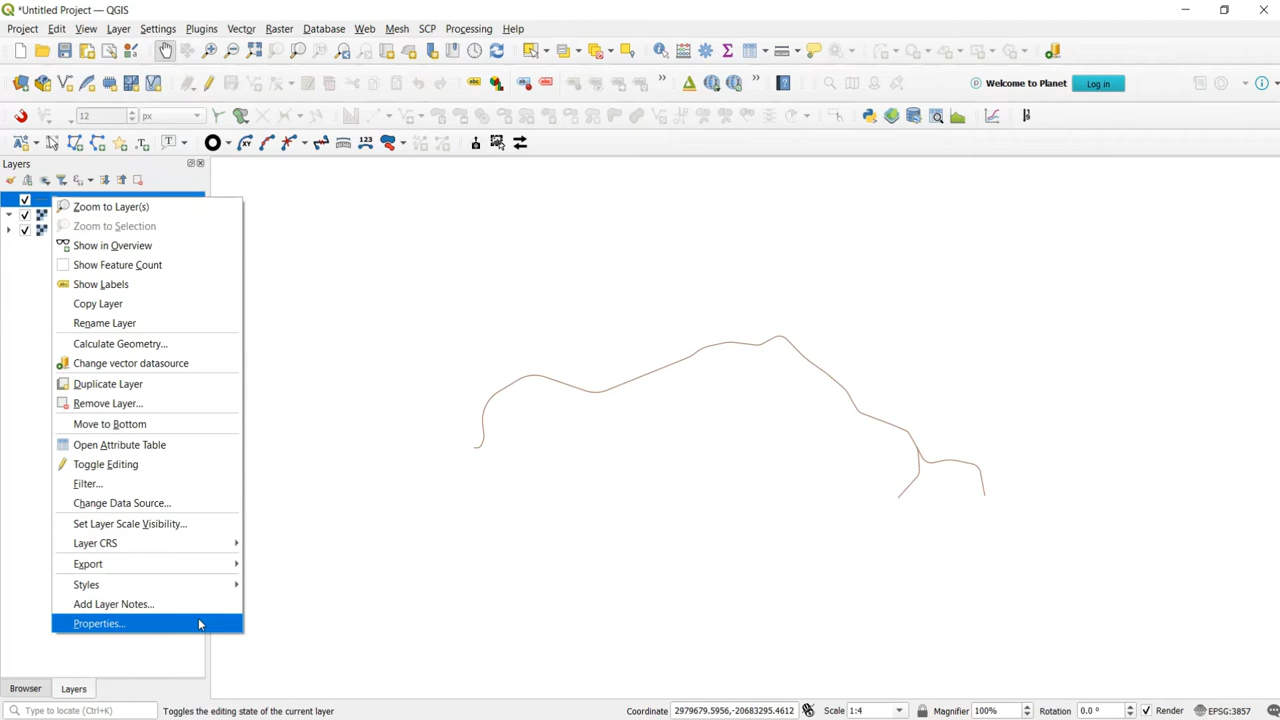 *Untitled Project — QGIS
Project Edit View Layer Settings Plugins Vector Raster Database Web Mesh SCP Processing Help
Welcome to Planet Log in
12 px
123
Layers
Zoom to Layer(s)
Zoom to Selection
Show in Overview
Show Feature Count
Show Labels
Copy Layer
Rename Layer
Calculate Geometry...
Change vector datasource
Duplicate Layer
Remove Layer...
Move to Bottom
Open Attribute Table
Toggle Editing
Filter...
Change Data Source...
Set Layer Scale Visibility...
Layer CRS
Export
Styles
Add Layer Notes...
Properties...
Browser Layers
Type to locate (Ctrl+K) Toggles the editing state of the current layer Coordinate 2979679.5956,-20683295.4612 Scale 1:4 Magnifier 100% Rotation 0.0 ° Render EPSG:3857